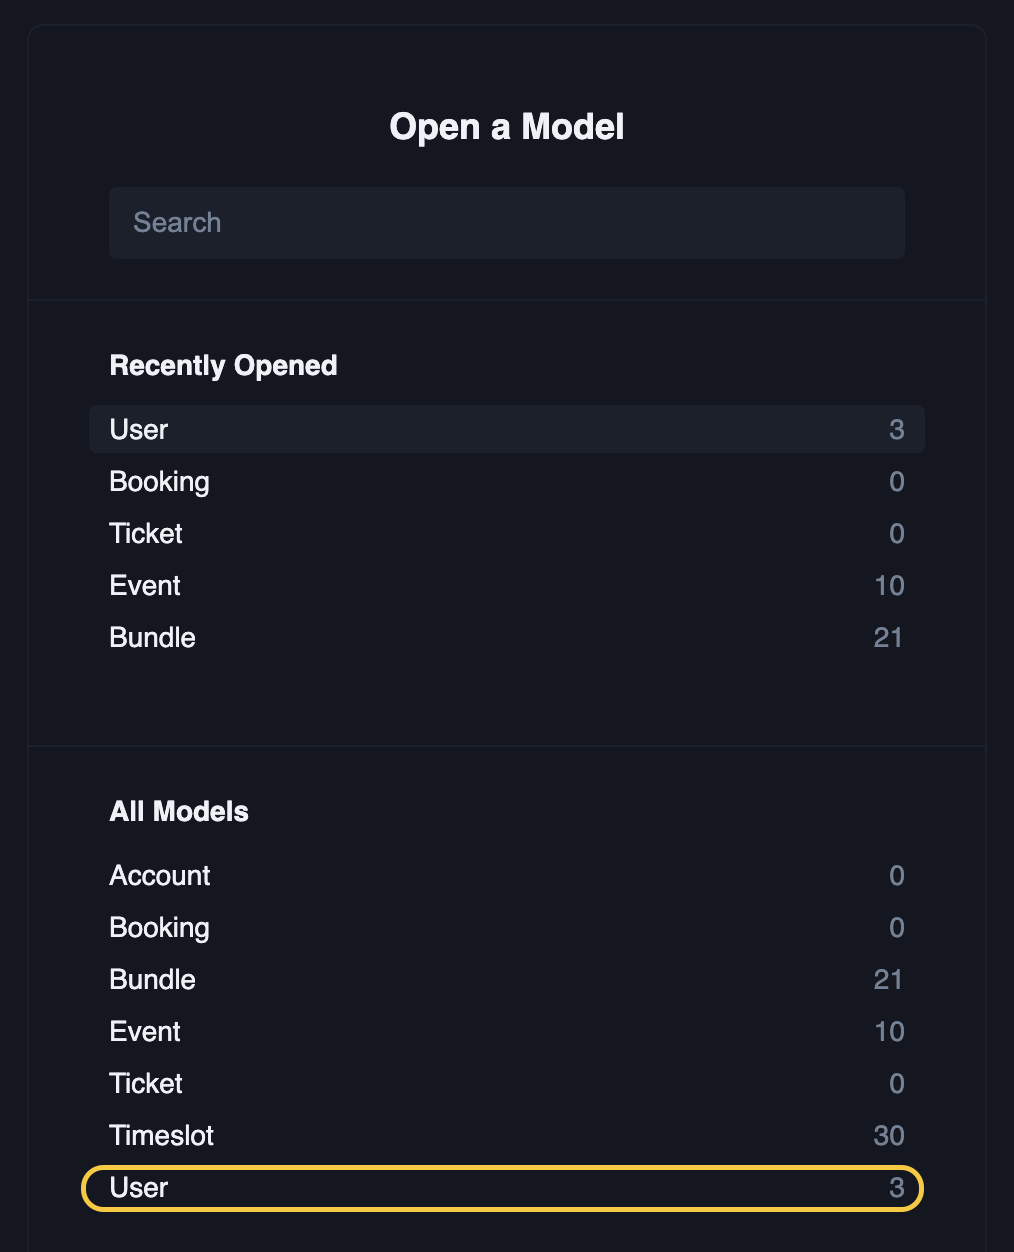 Open a Model
Search
Recently Opened
User 3
Booking 0
Ticket 0
Event 10
Bundle 21
All Models
Account 0
Booking 0
Bundle 21
Event 10
Ticket 0
Timeslot 30
User 3